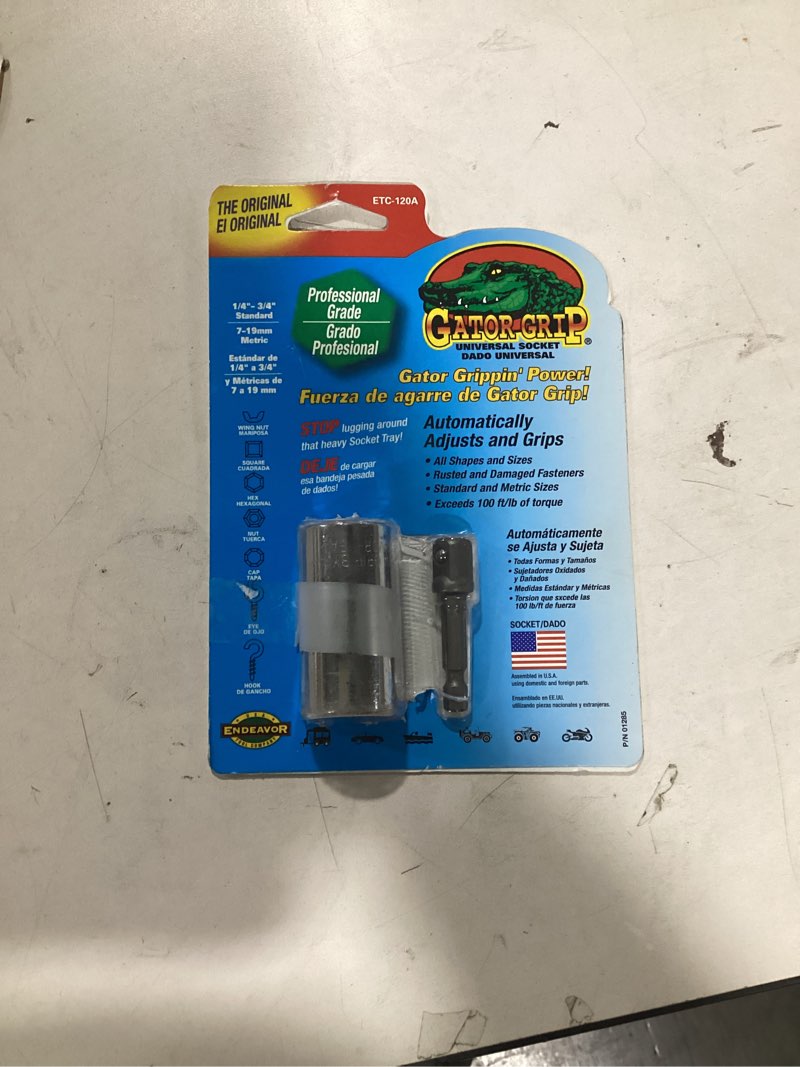 THE ORIGINAL
El ORIGINAL
ETC-120A
1/4"- 3/4"
Standard
7-19mm
Metric
Estándar de
1/4" a 3/4"
y Métricas de
7 a 19 mm
Professional
Grade
Grado
Profesional
GATOR-GRIP®
UNIVERSAL SOCKET
DADO UNIVERSAL
Gator Grippin' Power!
Fuerza de agarre de Gator Grip!
STOP lugging around
that heavy Socket Tray!
DEJE de cargar
esa bandeja pesada
de dados!
Automatically
Adjusts and Grips
• All Shapes and Sizes
• Rusted and Damaged Fasteners
• Standard and Metric Sizes
• Exceeds 100 ft/lb of torque
WING NUT
MARIPOSA
SQUARE
CUADRADA
HEX
HEXAGONAL
NUT
TUERCA
CAP
TAPA
EYE
DE OJO
HOOK
DE GANCHO
Automáticamente
se Ajusta y Sujeta
• Todas Formas y Tamaños
• Sujetadores Oxidados
y Dañados
• Medidas Estándar y Métricas
• Torsion que sxcede las
100 lb/ft de fuerza
SOCKET/DADO
Assembled in U.S.A.
using domestic and foreign parts.
Ensamblado en EE.UU.
utilizando piezas nacionales y extranjeras.
ENDEAVOR
TOOL COMPANY
P/N 01285